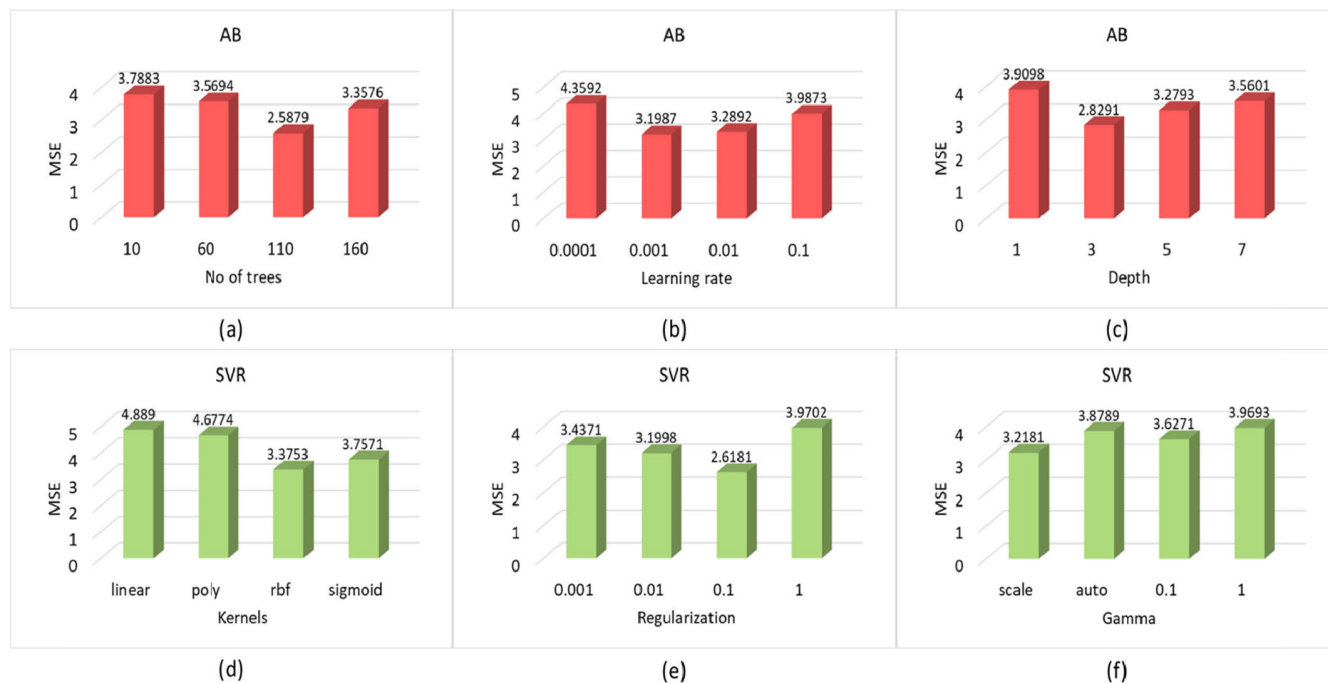 AB
3.7883
3.5694
2.5879
3.3576
4
3
2
1
0
MSE
10 60 110 160
No of trees
(a)
AB
4.3592
3.1987
3.2892
3.9873
5
4
3
2
1
0
MSE
0.0001 0.001 0.01 0.1
Learning rate
(b)
AB
3.9098
2.8291
3.2793
3.5601
4
3
2
1
0
MSE
1 3 5 7
Depth
(c)
SVR
4.889
4.6774
3.3753
3.7571
5
4
3
2
1
0
MSE
linear poly rbf sigmoid
Kernels
(d)
SVR
3.4371
3.1998
2.6181
3.9702
4
3
2
1
0
MSE
0.001 0.01 0.1 1
Regularization
(e)
SVR
3.2181
3.8789
3.6271
3.9693
4
3
2
1
0
MSE
scale auto 0.1 1
Gamma
(f)